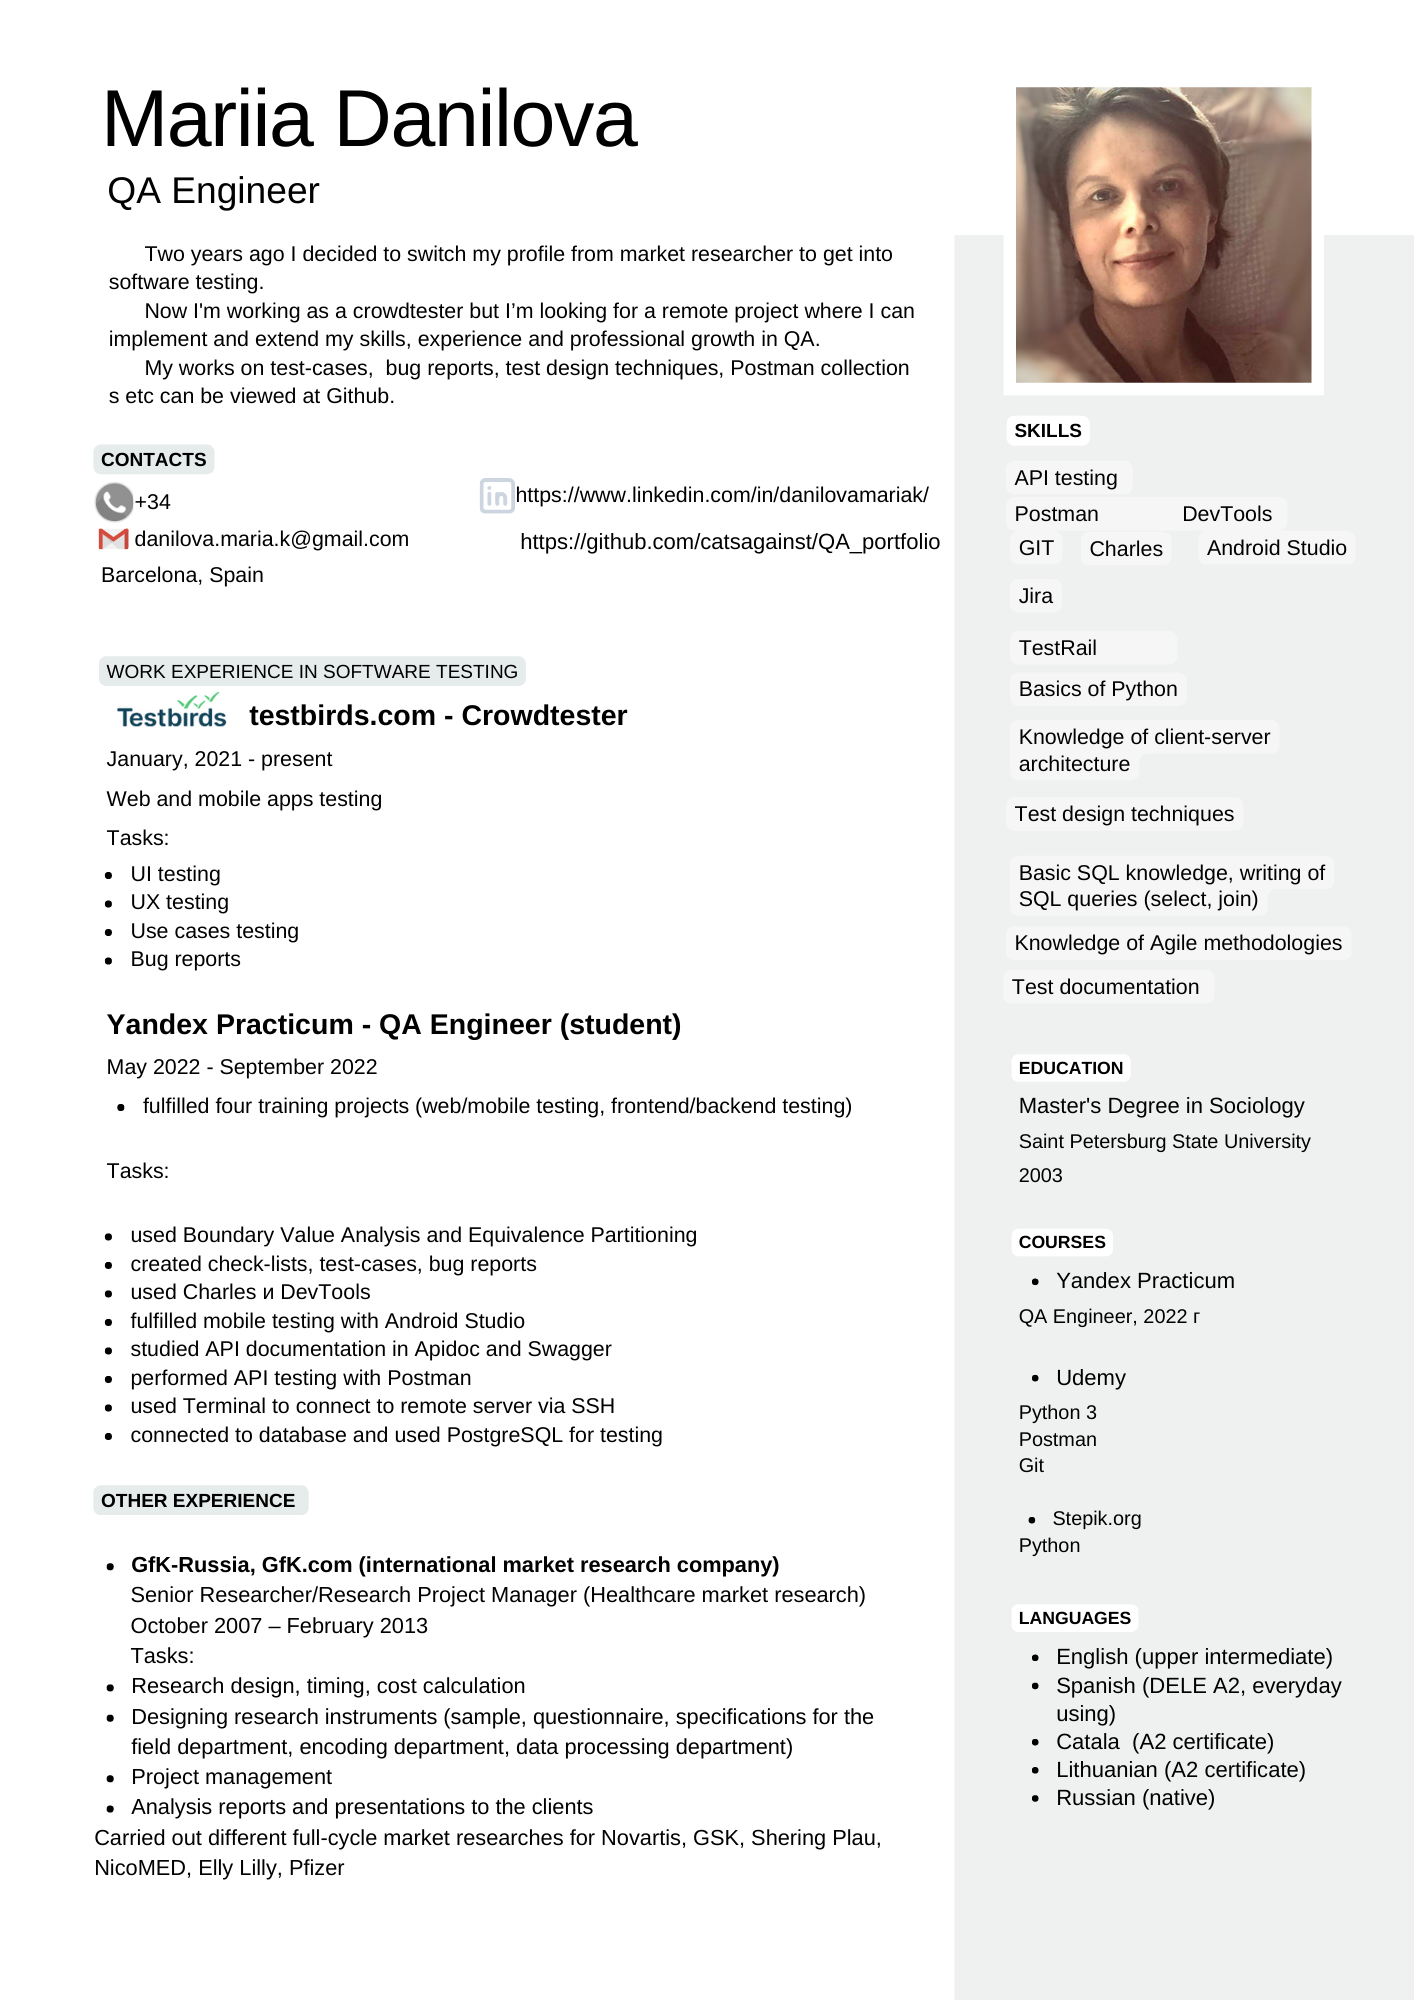 Mariia Danilova
QA Engineer
Two years ago I decided to switch my profile from market researcher to get into
software testing.
Now I'm working as a crowdtester but I’m looking for a remote project where I can
implement and extend my skills, experience and professional growth in QA.
My works on test-cases,  bug reports, test design techniques, Postman collection
s etc can be viewed at Github.
CONTACTS
+34
danilova.maria.k@gmail.com
Barcelona, Spain
in
https://www.linkedin.com/in/danilovamariak/
https://github.com/catsagainst/QA_portfolio
WORK EXPERIENCE IN SOFTWARE TESTING
Testbirds
testbirds.com - Crowdtester
January, 2021 - present
Web and mobile apps testing
Tasks:
• UI testing
• UX testing
• Use cases testing
• Bug reports
Yandex Practicum - QA Engineer (student)
May 2022 - September 2022
• fulfilled four training projects (web/mobile testing, frontend/backend testing)
Tasks:
• used Boundary Value Analysis and Equivalence Partitioning
• created check-lists, test-cases, bug reports
• used Charles и DevTools
• fulfilled mobile testing with Android Studio
• studied API documentation in Apidoc and Swagger
• performed API testing with Postman
• used Terminal to connect to remote server via SSH
• connected to database and used PostgreSQL for testing
OTHER EXPERIENCE
• GfK-Russia, GfK.com (international market research company)
Senior Researcher/Research Project Manager (Healthcare market research)
October 2007 – February 2013
Tasks:
• Research design, timing, cost calculation
• Designing research instruments (sample, questionnaire, specifications for the
field department, encoding department, data processing department)
• Project management
• Analysis reports and presentations to the clients
Carried out different full-cycle market researches for Novartis, GSK, Shering Plau,
NicoMED, Elly Lilly, Pfizer
SKILLS
API testing
Postman DevTools
GIT Charles Android Studio
Jira
TestRail
Basics of Python
Knowledge of client-server
architecture
Test design techniques
Basic SQL knowledge, writing of
SQL queries (select, join)
Knowledge of Agile methodologies
Test documentation
EDUCATION
Master's Degree in Sociology
Saint Petersburg State University
2003
COURSES
• Yandex Practicum
QA Engineer, 2022 г
• Udemy
Python 3
Postman
Git
• Stepik.org
Python
LANGUAGES
• English (upper intermediate)
• Spanish (DELE A2, everyday
using)
• Catala  (A2 certificate)
• Lithuanian (A2 certificate)
• Russian (native)